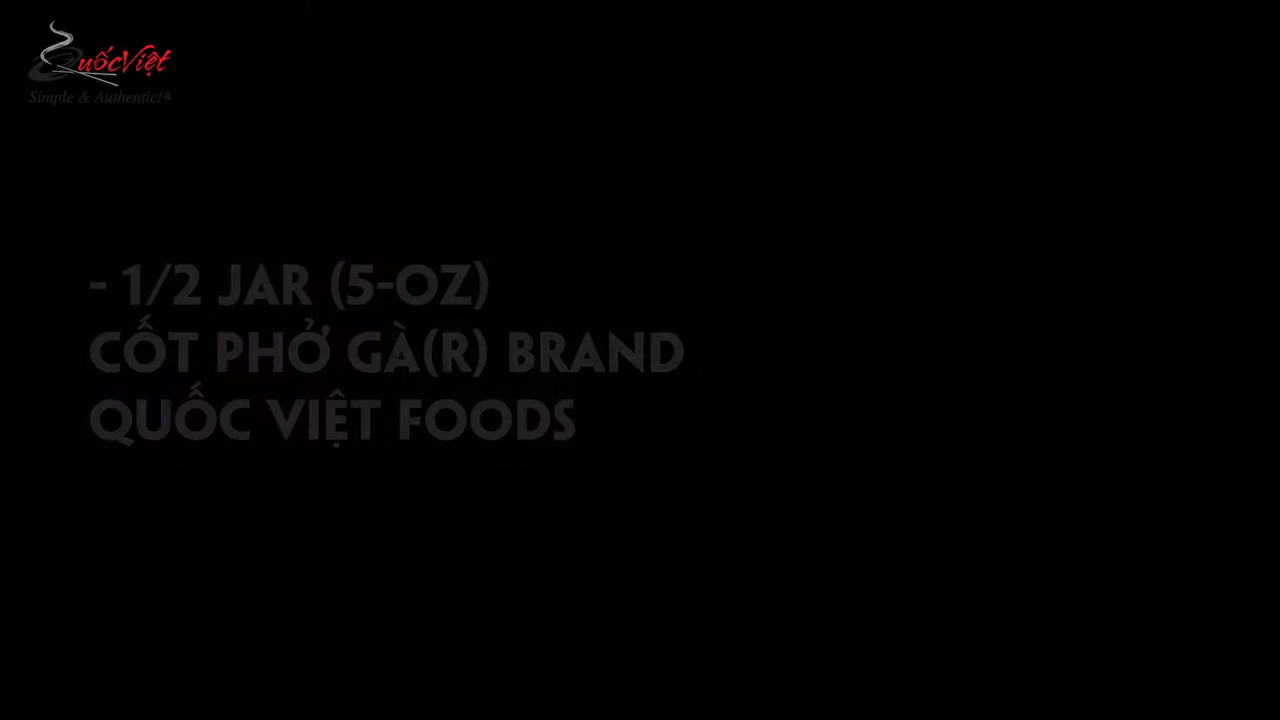 QuốcViệt
Simple & Authentic!®
- 1/2 JAR (5-OZ)
CỐT PHỞ GÀ(R) BRAND
QUỐC VIỆT FOODS